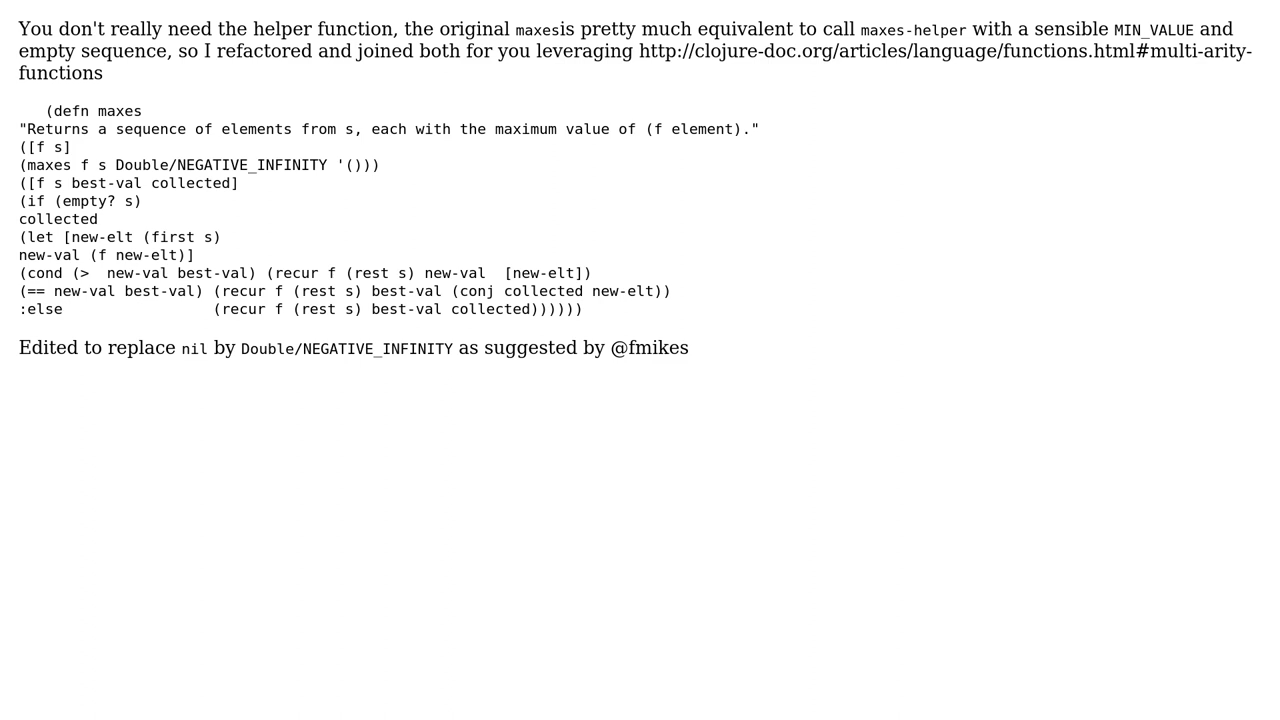 You don't really need the helper function, the original maxesis pretty much equivalent to call maxes-helper with a sensible MIN_VALUE and
empty sequence, so I refactored and joined both for you leveraging http://clojure-doc.org/articles/language/functions.html#multi-arity-
functions
(defn maxes
"Returns a sequence of elements from s, each with the maximum value of (f element)."
([f s]
(maxes f s Double/NEGATIVE_INFINITY '()))
([f s best-val collected]
(if (empty? s)
collected
(let [new-elt (first s)
new-val (f new-elt)]
(cond (>  new-val best-val) (recur f (rest s) new-val  [new-elt])
(== new-val best-val) (recur f (rest s) best-val (conj collected new-elt))
:else                 (recur f (rest s) best-val collected))))))
Edited to replace nil by Double/NEGATIVE_INFINITY as suggested by @fmikes